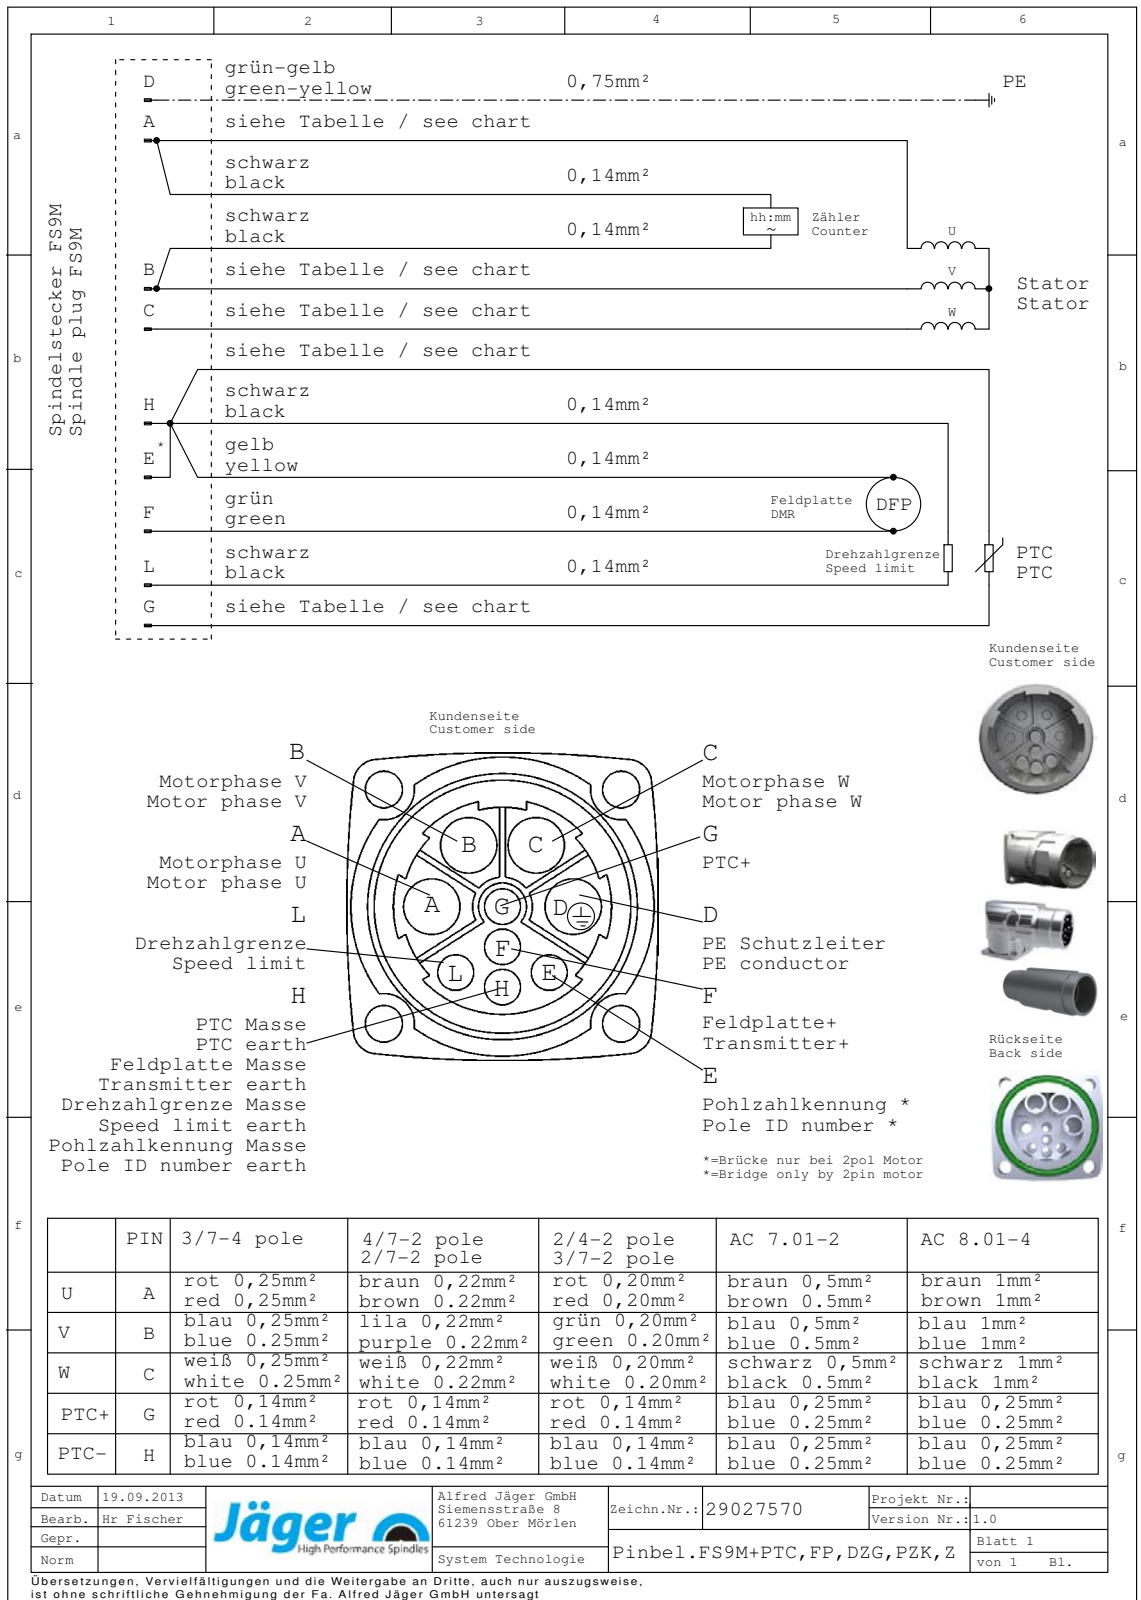 1 2 3 4 5 6
a
b
c
d
e
f
g
a
b
c
d
e
f
g
Spindelstecker FS9M
Spindle plug FS9M
D
grün-gelb
green-yellow
0,75mm²
PE
A
siehe Tabelle / see chart
schwarz
black
0,14mm²
schwarz
black
0,14mm²
hh:mm
~
Zähler
Counter
U
B
siehe Tabelle / see chart
V
C
siehe Tabelle / see chart
W
Stator
Stator
siehe Tabelle / see chart
H
schwarz
black
0,14mm²
E *
gelb
yellow
0,14mm²
F
grün
green
0,14mm²
Feldplatte
DMR
DFP
L
schwarz
black
0,14mm²
Drehzahlgrenze
Speed limit
PTC
PTC
G
siehe Tabelle / see chart
Kundenseite
Customer side
Kundenseite
Customer side
B
Motorphase V
Motor phase V
A
Motorphase U
Motor phase U
L
Drehzahlgrenze
Speed limit
H
PTC Masse
PTC earth
Feldplatte Masse
Transmitter earth
Drehzahlgrenze Masse
Speed limit earth
Pohlzahlkennung Masse
Pole ID number earth
B C
A G D
F
L E
H
C
Motorphase W
Motor phase W
G
PTC+
D
PE Schutzleiter
PE conductor
F
Feldplatte+
Transmitter+
E
Pohlzahlkennung *
Pole ID number *
*=Brücke nur bei 2pol Motor
*=Bridge only by 2pin motor
Rückseite
Back side
PIN 3/7-4 pole 4/7-2 pole 2/4-2 pole AC 7.01-2 AC 8.01-4
2/7-2 pole 3/7-2 pole
U A rot 0,25mm² braun 0,22mm² rot 0,20mm² braun 0,5mm² braun 1mm²
red 0,25mm² brown 0.22mm² red 0,20mm² brown 0.5mm² brown 1mm²
V B blau 0,25mm² lila 0,22mm² grün 0,20mm² blau 0,5mm² blau 1mm²
blue 0.25mm² purple 0.22mm² green 0.20mm² blue 0.5mm² blue 1mm²
W C weiß 0,25mm² weiß 0,22mm² weiß 0,20mm² schwarz 0,5mm² schwarz 1mm²
white 0.25mm² white 0.22mm² white 0.20mm² black 0.5mm² black 1mm²
PTC+ G rot 0,14mm² rot 0,14mm² rot 0,14mm² blau 0,25mm² blau 0,25mm²
red 0.14mm² red 0.14mm² red 0.14mm² blue 0.25mm² blue 0.25mm²
PTC- H blau 0,14mm² blau 0,14mm² blau 0,14mm² blau 0,25mm² blau 0,25mm²
blue 0.14mm² blue 0.14mm² blue 0.14mm² blue 0.25mm² blue 0.25mm²
Datum 19.09.2013
Bearb. Hr Fischer
Gepr.
Norm
Jäger
High Performance Spindles
Alfred Jäger GmbH
Siemensstraße 8
61239 Ober Mörlen
System Technologie
Zeichn.Nr.: 29027570
Projekt Nr.:
Version Nr.: 1.0
Pinbel.FS9M+PTC,FP,DZG,PZK,Z
Blatt 1
von 1 Bl.
Übersetzungen, Vervielfältigungen und die Weitergabe an Dritte, auch nur auszugsweise,
ist ohne schriftliche Gehnehmigung der Fa. Alfred Jäger GmbH untersagt